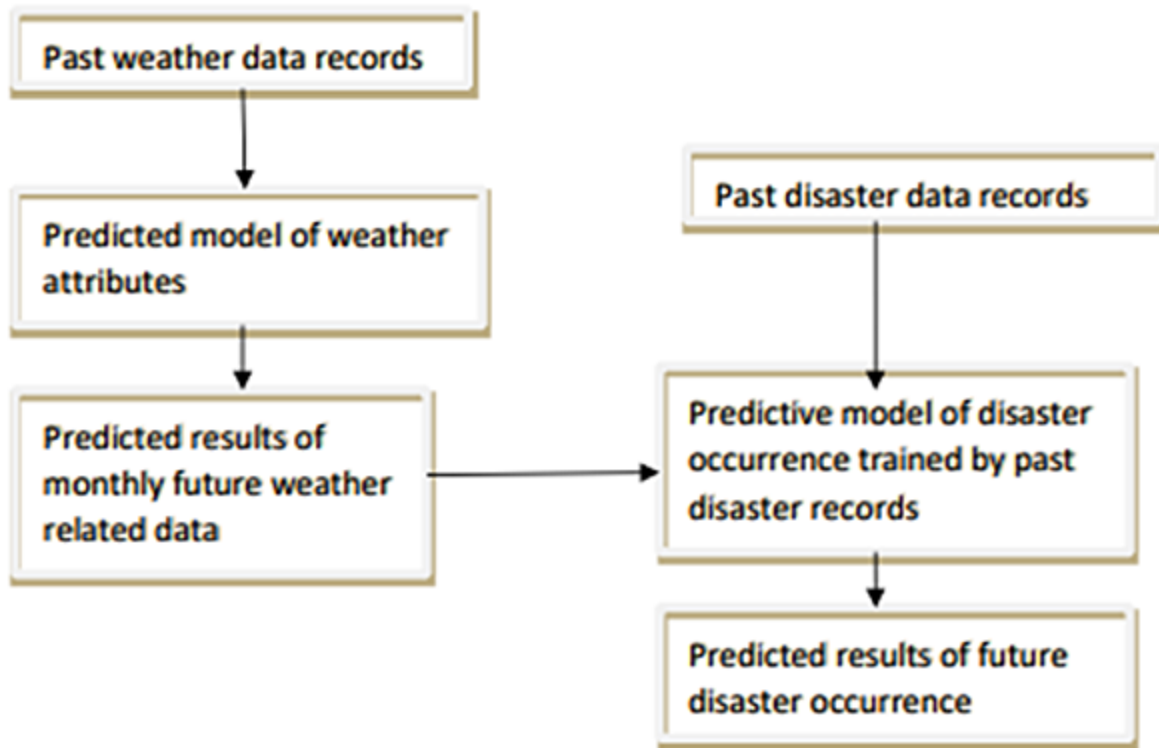 Past weather data records
Predicted model of weather
attributes
Predicted results of
monthly future weather
related data
Past disaster data records
Predictive model of disaster
occurrence trained by past
disaster records
Predicted results of future
disaster occurrence